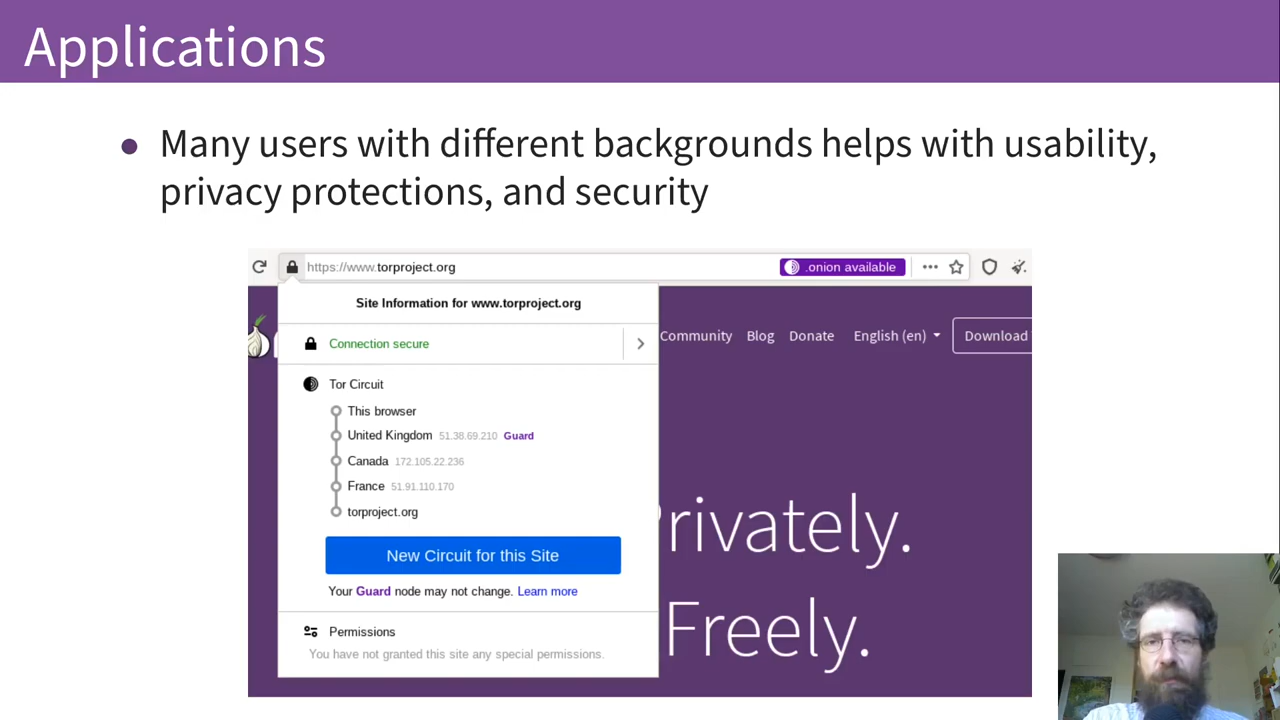 Applications
Many users with different backgrounds helps with usability,
privacy protections, and security
https://www.torproject.org
.onion available
Site Information for www.torproject.org
Connection secure
Community Blog Donate English (en) Download
Tor Circuit
This browser
United Kingdom 51.38.69.210 Guard
Canada 172.105.22.236
France 51.91.110.170
torproject.org
Privately.
New Circuit for this Site
Your Guard node may not change. Learn more
Freely.
Permissions
You have not granted this site any special permissions.